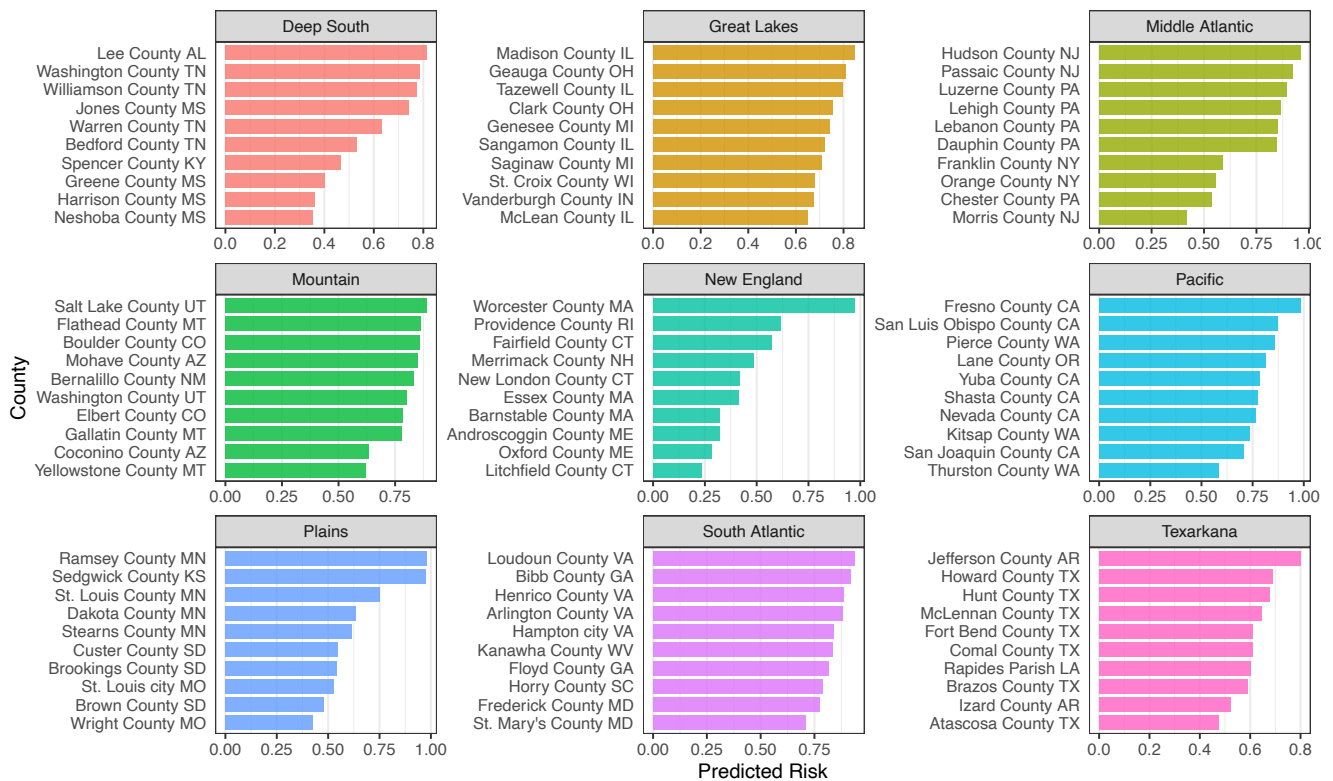 Deep South
Lee County AL
Washington County TN
Williamson County TN
Jones County MS
Warren County TN
Bedford County TN
Spencer County KY
Greene County MS
Harrison County MS
Neshoba County MS
0.0 0.2 0.4 0.6 0.8
Great Lakes
Madison County IL
Geauga County OH
Tazewell County IL
Clark County OH
Genesee County MI
Sangamon County IL
Saginaw County MI
St. Croix County WI
Vanderburgh County IN
McLean County IL
0.0 0.2 0.4 0.6 0.8
Middle Atlantic
Hudson County NJ
Passaic County NJ
Luzerne County PA
Lehigh County PA
Lebanon County PA
Dauphin County PA
Franklin County NY
Orange County NY
Chester County PA
Morris County NJ
0.00 0.25 0.50 0.75 1.00
County
Mountain
Salt Lake County UT
Flathead County MT
Boulder County CO
Mohave County AZ
Bernalillo County NM
Washington County UT
Elbert County CO
Gallatin County MT
Coconino County AZ
Yellowstone County MT
0.00 0.25 0.50 0.75
New England
Worcester County MA
Providence County RI
Fairfield County CT
Merrimack County NH
New London County CT
Essex County MA
Barnstable County MA
Androscoggin County ME
Oxford County ME
Litchfield County CT
0.00 0.25 0.50 0.75 1.00
Pacific
Fresno County CA
San Luis Obispo County CA
Pierce County WA
Lane County OR
Yuba County CA
Shasta County CA
Nevada County CA
Kitsap County WA
San Joaquin County CA
Thurston County WA
0.00 0.25 0.50 0.75 1.00
Plains
Ramsey County MN
Sedgwick County KS
St. Louis County MN
Dakota County MN
Stearns County MN
Custer County SD
Brookings County SD
St. Louis city MO
Brown County SD
Wright County MO
0.00 0.25 0.50 0.75 1.00
South Atlantic
Loudoun County VA
Bibb County GA
Henrico County VA
Arlington County VA
Hampton city VA
Kanawha County WV
Floyd County GA
Horry County SC
Frederick County MD
St. Mary's County MD
0.00 0.25 0.50 0.75
Texarkana
Jefferson County AR
Howard County TX
Hunt County TX
McLennan County TX
Fort Bend County TX
Comal County TX
Rapides Parish LA
Brazos County TX
Izard County AR
Atascosa County TX
0.0 0.2 0.4 0.6 0.8
Predicted Risk